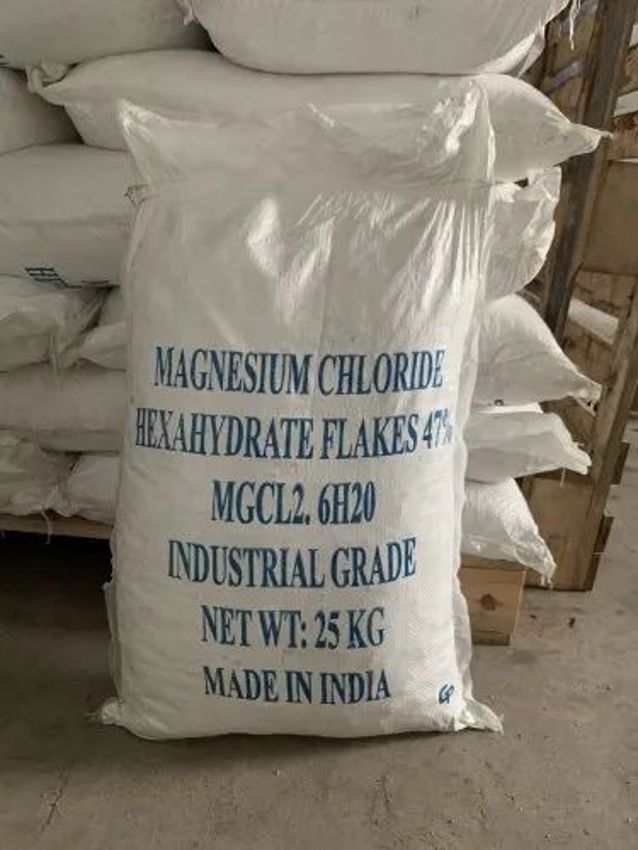 MAGNESIUM CHLORIDE
HEXAHYDRATE FLAKES 47%
MGCL2. 6H20
INDUSTRIAL GRADE
NET WT: 25 KG
MADE IN INDIA